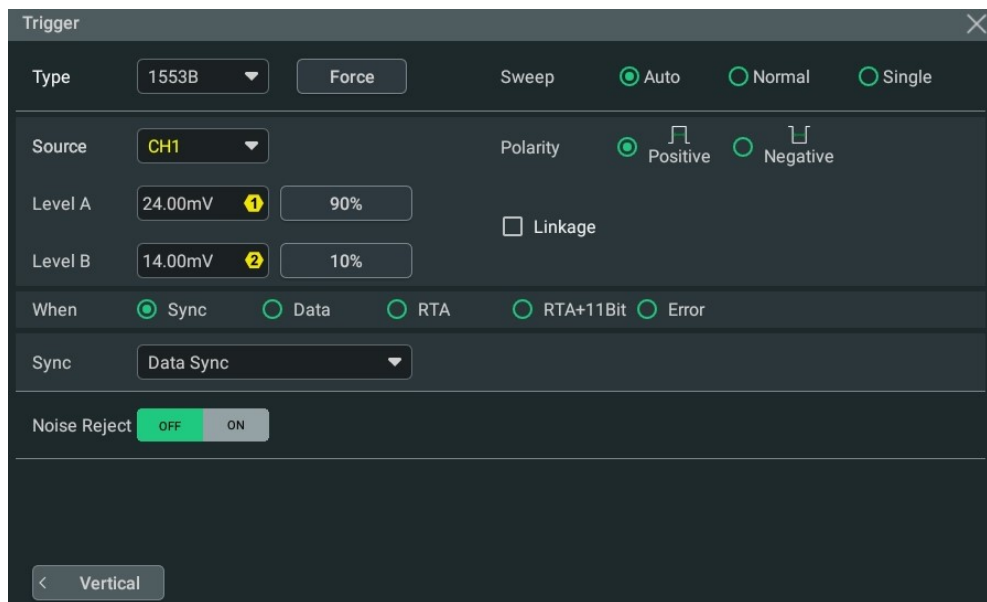 Trigger
Type 1553B Force Sweep Auto Normal Single
Source CH1 Polarity Positive Negative
Level A 24.00mV 1 90%
Linkage
Level B 14.00mV 2 10%
When Sync Data RTA RTA+11Bit Error
Sync Data Sync
Noise Reject OFF ON
< Vertical